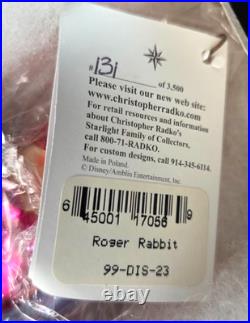 # 131 of 3,500
Please visit our new web site:
www.christopherradko.com
For retail resources and information
about Christopher Radko's
Starlight Family of Collectors,
call 800-71-RADKO.
For custom designs, call 914-345-6114.
Made in Poland.
© Disney/Amblin Entertainment, Inc.
6 45001 17056 9
Roger Rabbit
99-DIS-23